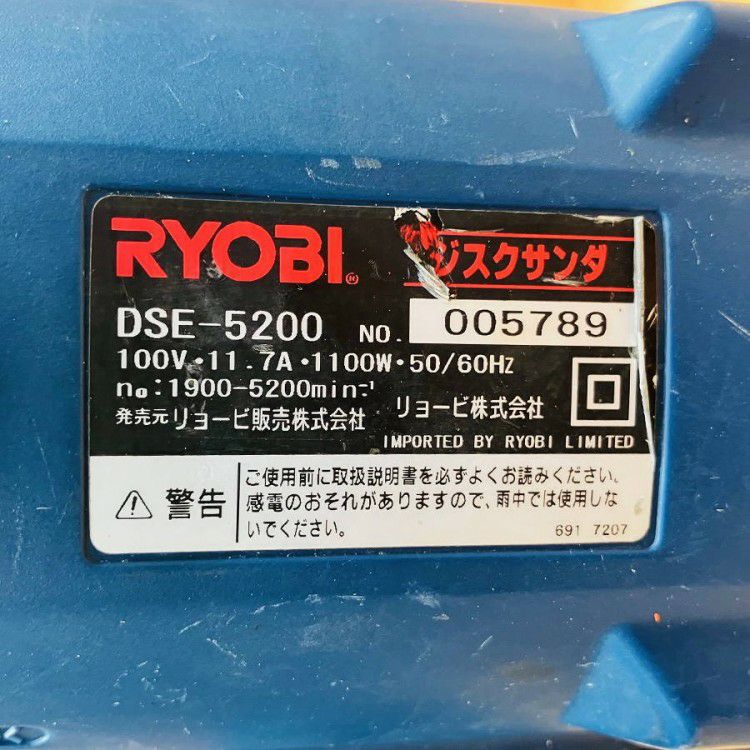 RYOBI®
ジスクサンダ
DSE-5200 NO. 005789
100V・11.7A・1100W・50/60Hz
n₀:1900-5200min⁻¹
発売元 リョービ販売株式会社 リョービ株式会社
IMPORTED BY RYOBI LIMITED
警告
ご使用前に取扱説明書を必ずよくお読みください。
感電のおそれがありますので、雨中では使用しな
いでください。
691 7207